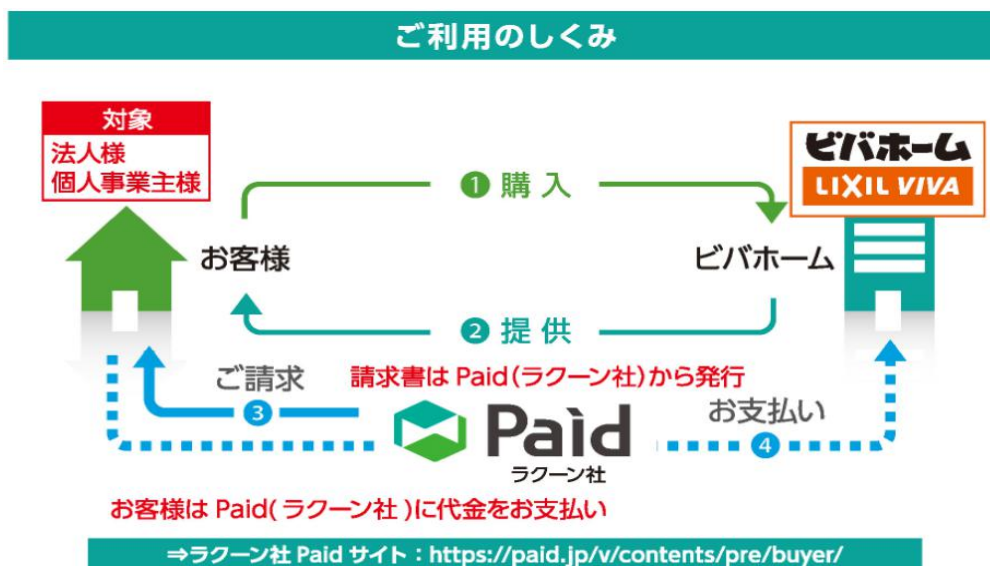 ご利用のしくみ
対象
法人様
個人事業主様
ビバホーム
LIXIL VIVA
❶ 購入
お客様
ビバホーム
❷ 提供
ご請求
❸
請求書は Paid(ラクーン社)から発行
Paid
ラクーン社
お支払い
❹
お客様は Paid( ラクーン社 )に代金をお支払い
⇒ラクーン社 Paid サイト：https://paid.jp/v/contents/pre/buyer/